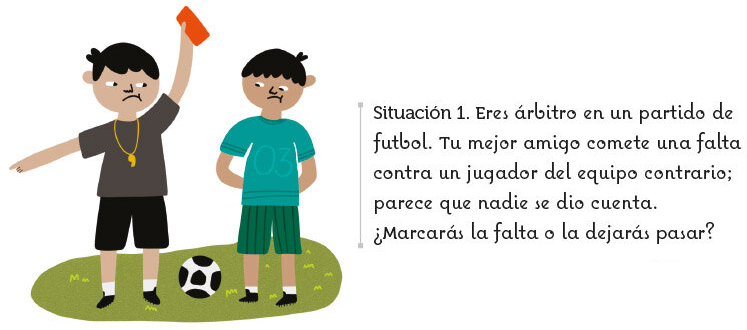 03
Situación 1. Eres árbitro en un partido de
futbol. Tu mejor amigo comete una falta
contra un jugador del equipo contrario;
parece que nadie se dio cuenta.
¿Marcarás la falta o la dejarás pasar?